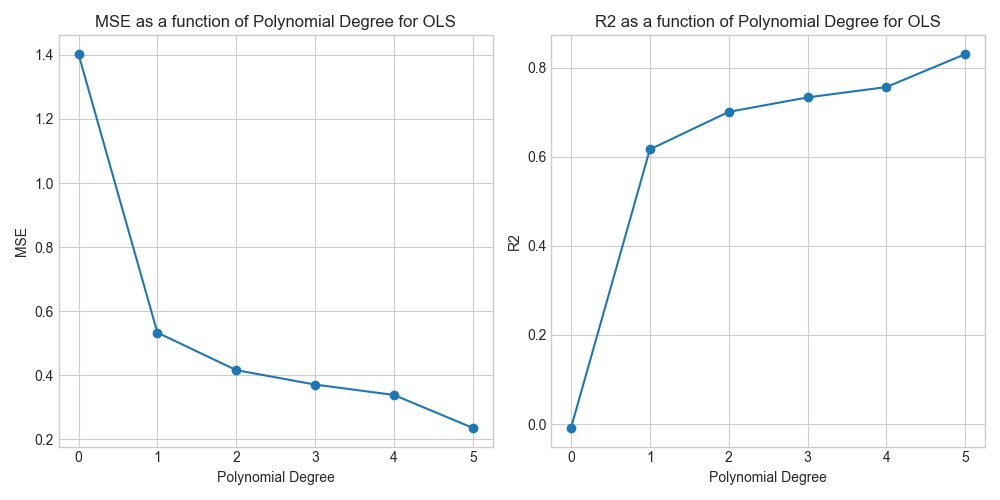 MSE as a function of Polynomial Degree for OLS
1.4
1.2
1.0
0.8
0.6
0.4
0.2
MSE
0 1 2 3 4 5
Polynomial Degree
R2 as a function of Polynomial Degree for OLS
0.8
0.6
0.4
0.2
0.0
R2
0 1 2 3 4 5
Polynomial Degree